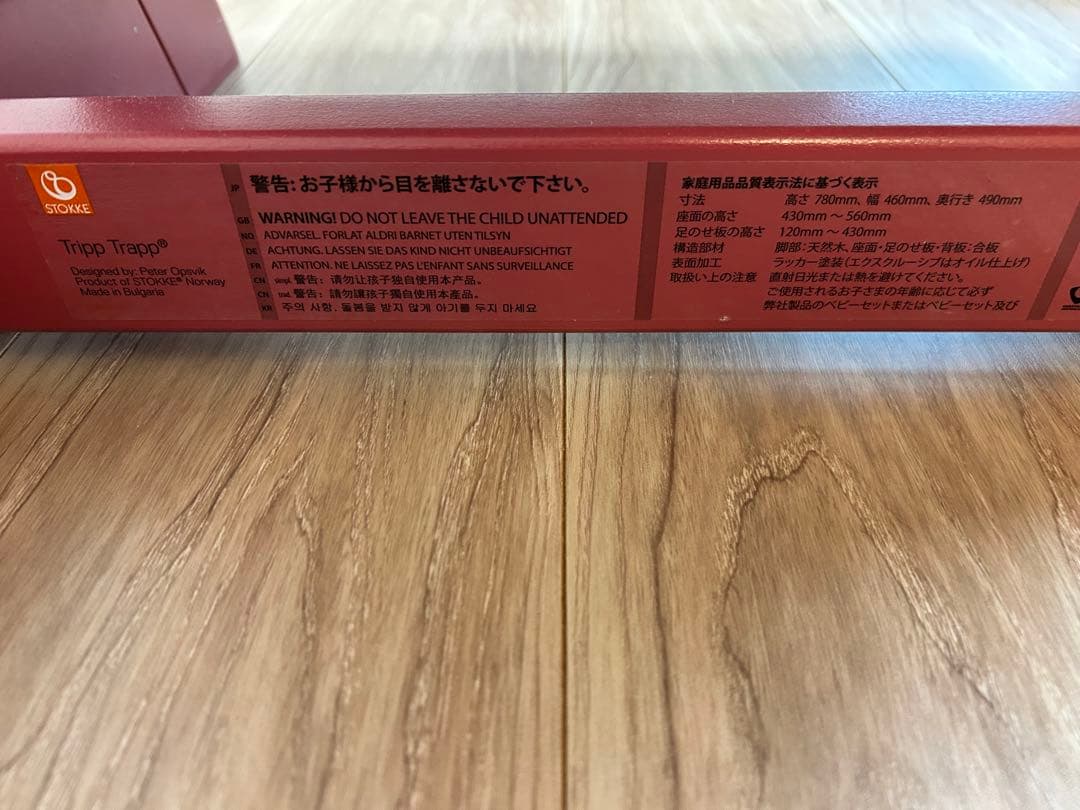 STOKKE
Tripp Trapp®
Designed by: Peter Opsvik
Product of STOKKE® Norway
Made in Bulgaria
JP 警告: お子様から目を離さないで下さい。
GB WARNING! DO NOT LEAVE THE CHILD UNATTENDED
NO ADVARSEL. FORLAT ALDRI BARNET UTEN TILSYN
DE ACHTUNG. LASSEN SIE DAS KIND NICHT UNBEAUFSICHTIGT
FR ATTENTION. NE LAISSEZ PAS L'ENFANT SANS SURVEILLANCE
CN simpl. 警告: 请勿让孩子独自使用本产品。
CN trad. 警告: 請勿讓孩子獨自使用本產品。
KR 주의 사항. 돌봄을 받지 않게 아기를 두지 마세요
家庭用品品質表示法に基づく表示
寸法 高さ 780mm、幅 460mm、奥行き 490mm
座面の高さ 430mm ～ 560mm
足のせ板の高さ 120mm ～ 430mm
構造部材 脚部:天然木、座面・足のせ板・背板:合板
表面加工 ラッカー塗装(エクスクルーシブはオイル仕上げ)
取扱い上の注意 直射日光または熱を避けてください。
ご使用されるお子さまの年齢に応じて必ず
弊社製品のベビーセットまたはベビーセット及び